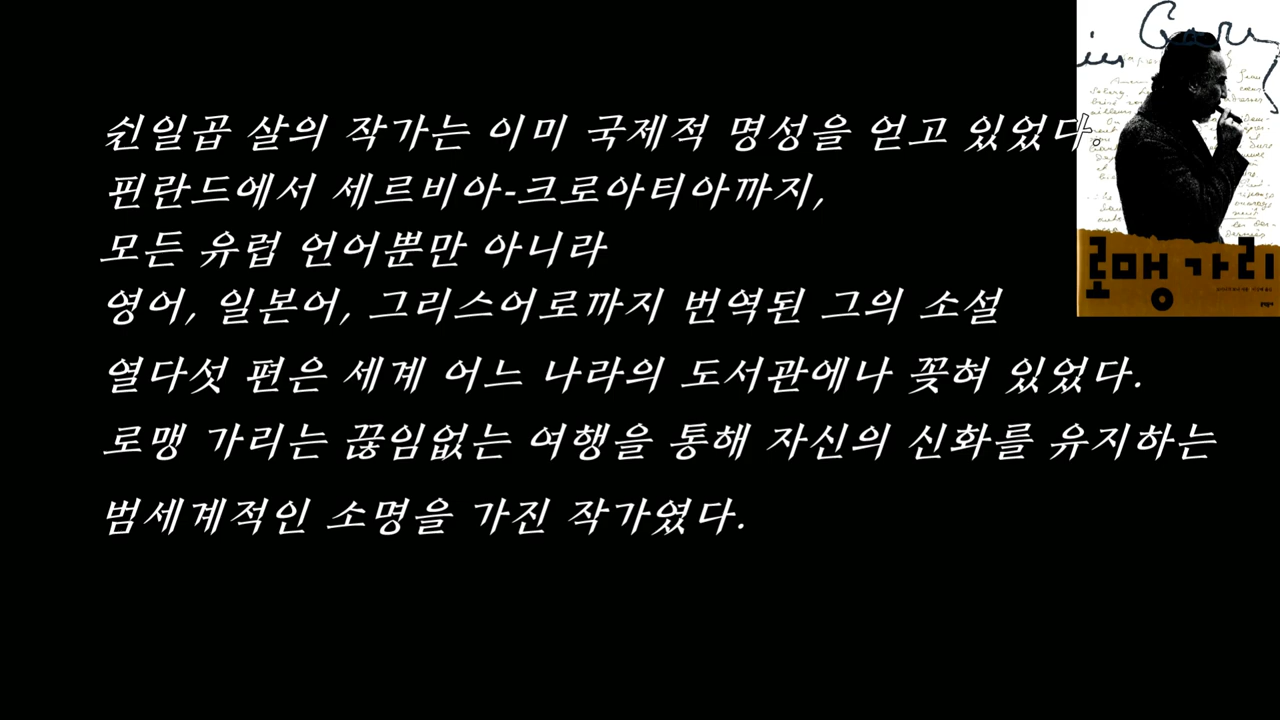 쉰일곱 살의 작가는 이미 국제적 명성을 얻고 있었다.
핀란드에서 세르비아-크로아티아까지,
모든 유럽 언어뿐만 아니라
영어, 일본어, 그리스어로까지 번역된 그의 소설
열다섯 편은 세계 어느 나라의 도서관에나 꽂혀 있었다.
로맹 가리는 끊임없는 여행을 통해 자신의 신화를 유지하는
범세계적인 소명을 가진 작가였다.
Gary
로맹 가리